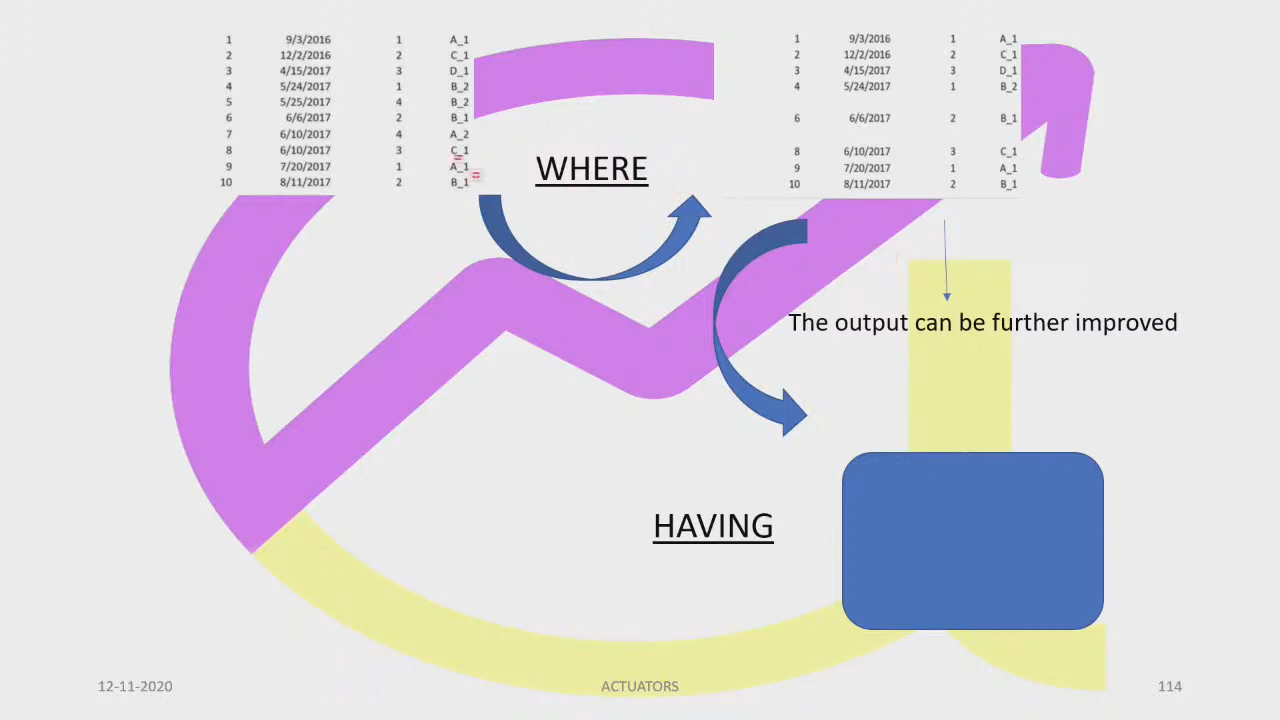 1 9/3/2016 1 A_1
2 12/2/2016 2 C_1
3 4/15/2017 3 D_1
4 5/24/2017 1 B_2
5 5/25/2017 4 B_2
6 6/6/2017 2 B_1
7 6/10/2017 4 A_2
8 6/10/2017 3 C_1
9 7/20/2017 1 A_1
10 8/11/2017 2 B_1
WHERE
1 9/3/2016 1 A_1
2 12/2/2016 2 C_1
3 4/15/2017 3 D_1
4 5/24/2017 1 B_2
6 6/6/2017 2 B_1
8 6/10/2017 3 C_1
9 7/20/2017 1 A_1
10 8/11/2017 2 B_1
The output can be further improved
HAVING
12-11-2020
ACTUATORS
114